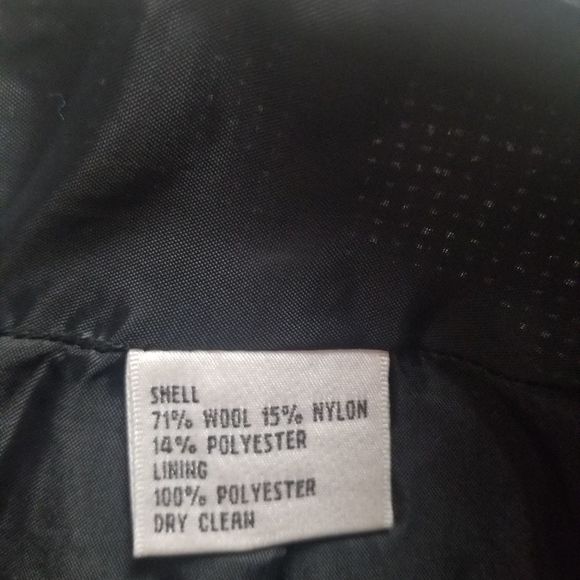 SHELL
71% WOOL 15% NYLON
14% POLYESTER
LINING
100% POLYESTER
DRY CLEAN